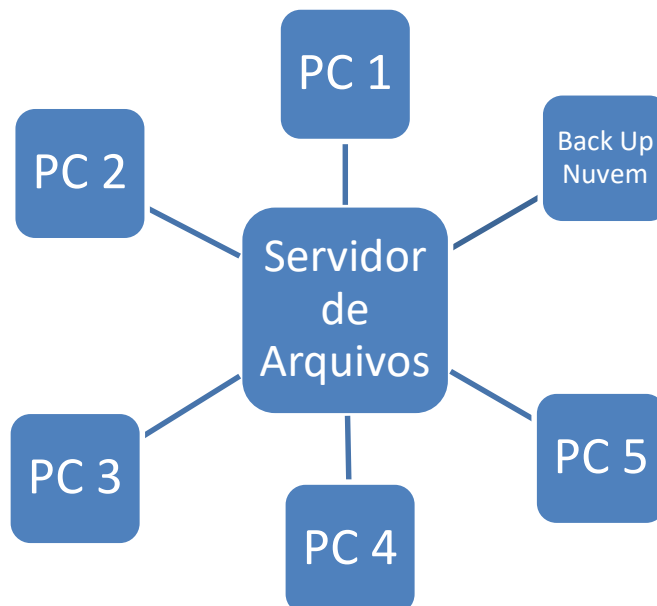 PC 1
Back Up
Nuvem
PC 2
Servidor
de
Arquivos
PC 3
PC 5
PC 4